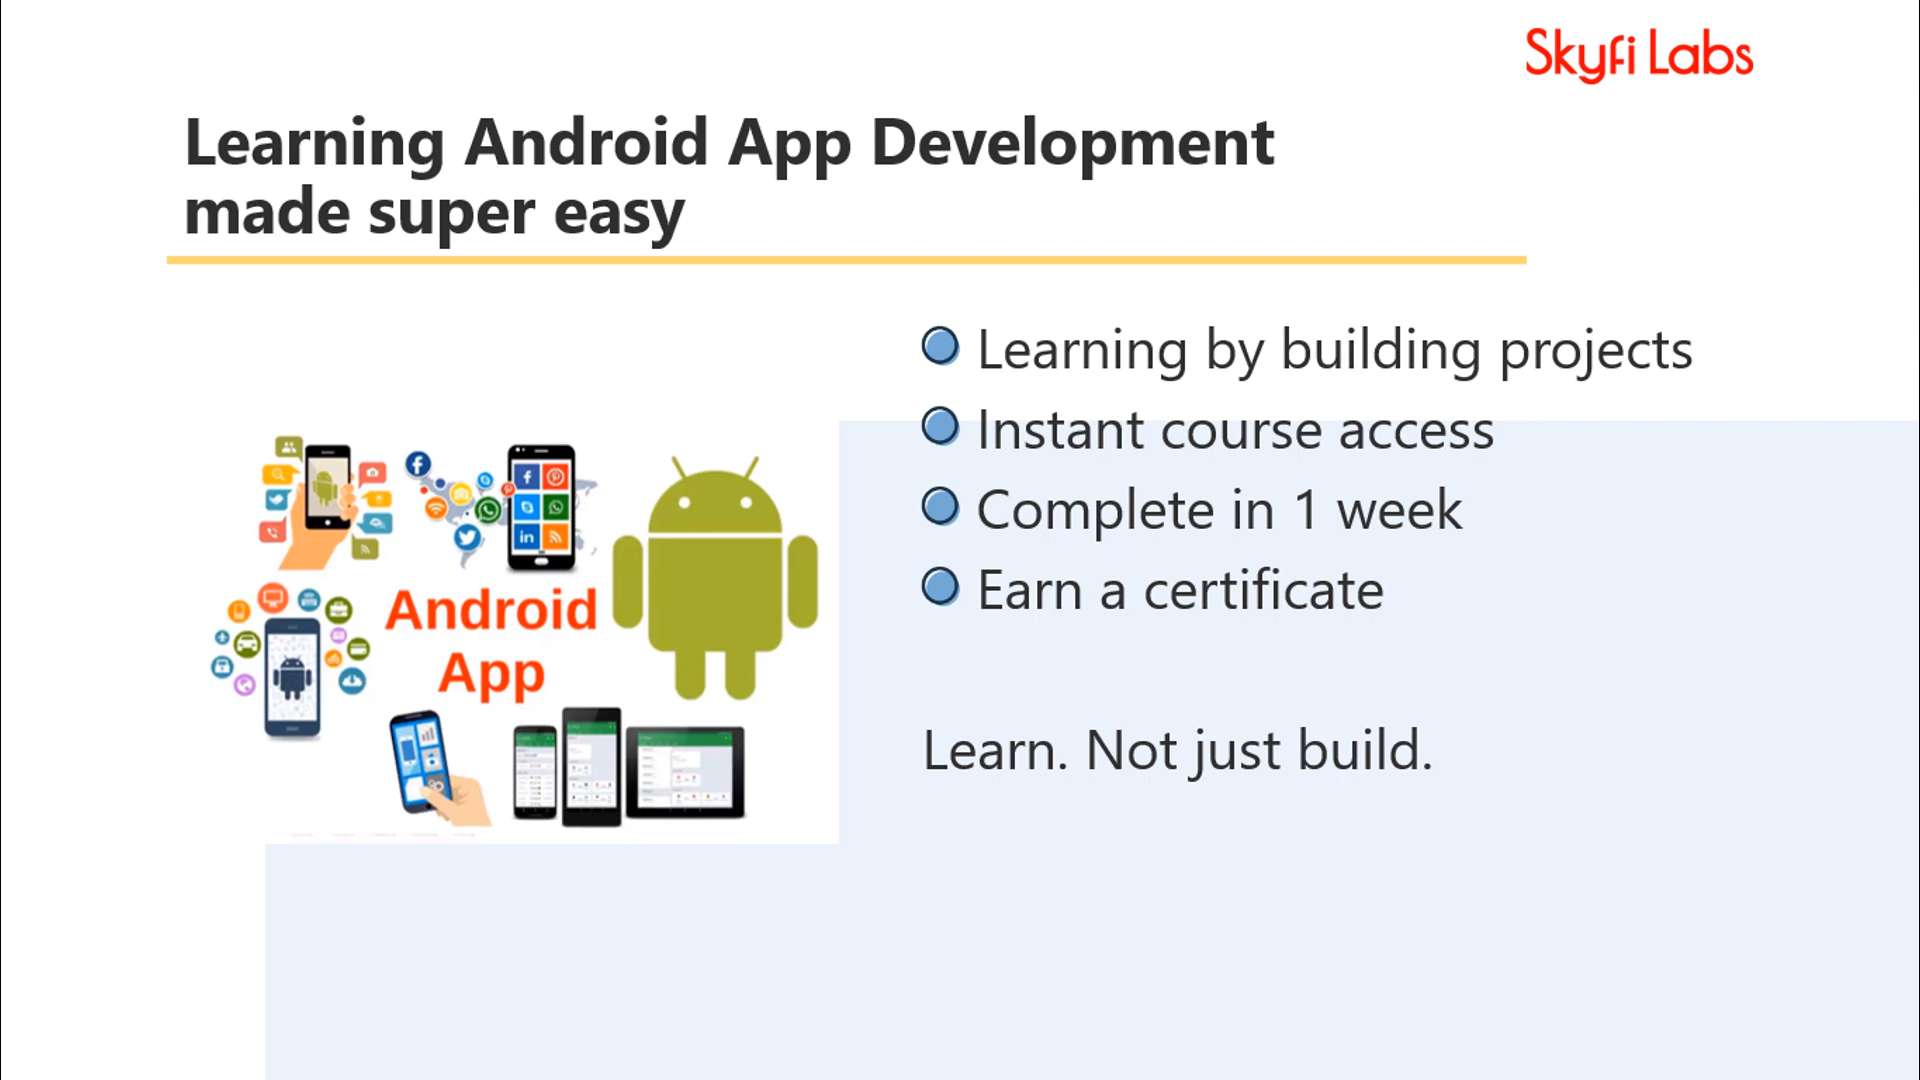 Skyfi Labs
Learning Android App Development
made super easy
Learning by building projects
Instant course access
Complete in 1 week
Earn a certificate
Learn. Not just build.
Android
App